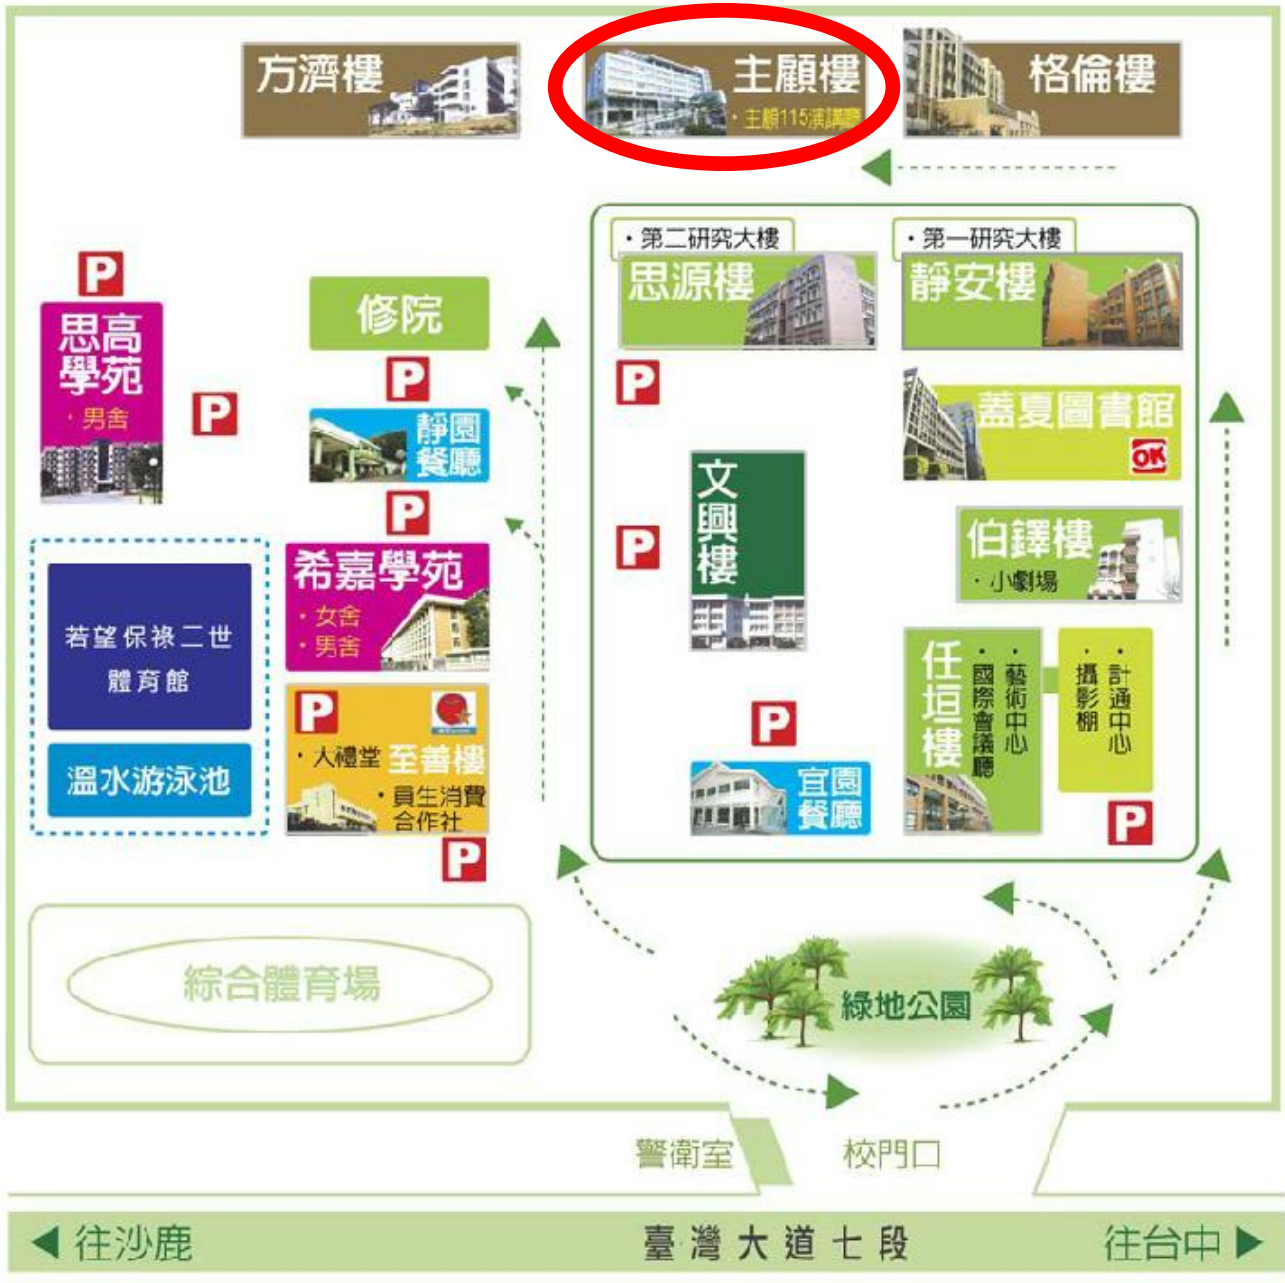 方濟樓
主顧樓
・主顧115演講廳
格倫樓
・第二研究大樓
思源樓
・第一研究大樓
靜安樓
P
思高
學苑
・男舍
P
修院
P
靜園
餐廳
P
希嘉學苑
・女舍
・男舍
若望保祿二世
體育館
溫水游泳池
P
・大禮堂
至善樓
・員生消費
合作社
P
P
文興樓
P
P
宜園
餐廳
蓋夏圖書館
OK
伯鐸樓
・小劇場
任垣樓
・藝術中心
・國際會議廳
・計通中心
・攝影棚
P
綜合體育場
綠地公園
警衛室
校門口
往沙鹿
臺灣大道七段
往台中